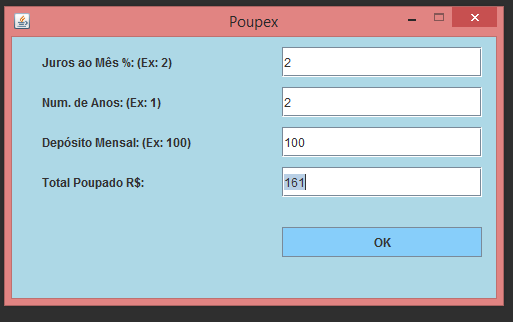 Poupex
Juros ao Mês %: (Ex: 2) 2
Num. de Anos: (Ex: 1) 2
Depósito Mensal: (Ex: 100) 100
Total Poupado R$: 161
OK